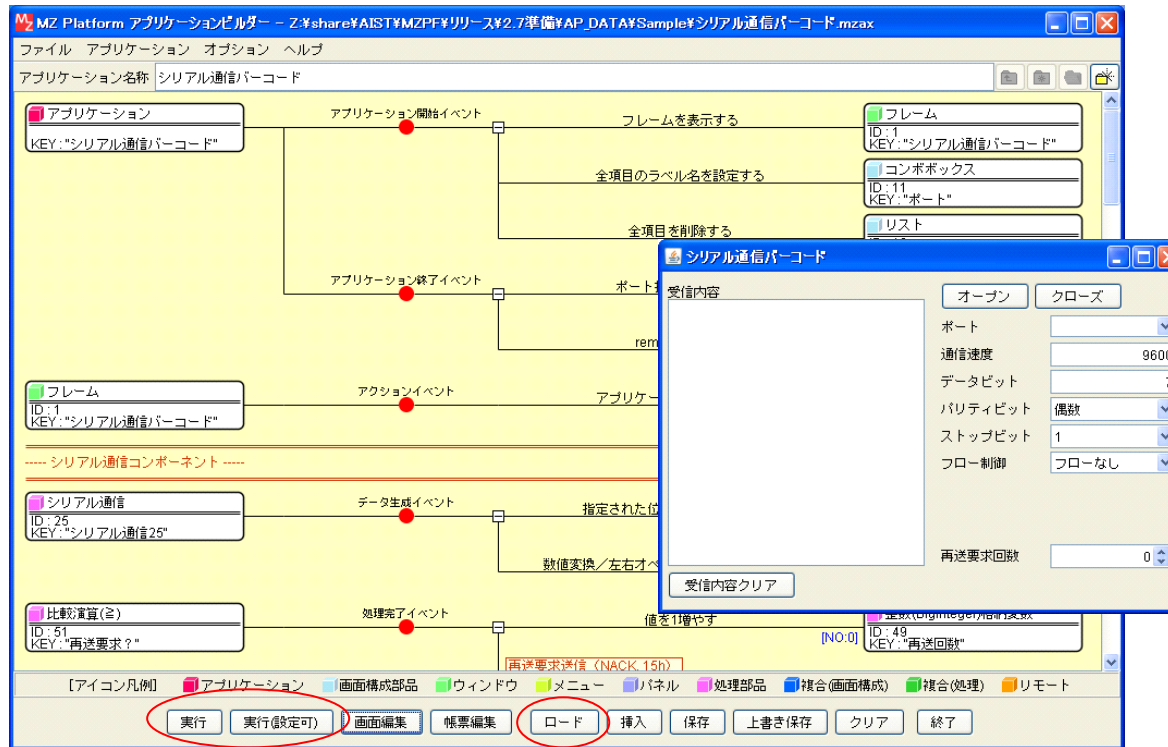 MZ Platform アプリケーションビルダー － Z:¥share¥AIST¥MZPF¥リリース¥2.7準備¥AP_DATA¥Sample¥シリアル通信バーコード.mzax
ファイル アプリケーション オプション ヘルプ
アプリケーション名称 シリアル通信バーコード
アプリケーション
KEY:"シリアル通信バーコード"
アプリケーション開始イベント
フレームを表示する
フレーム
ID:1
KEY:"シリアル通信バーコード"
全項目のラベル名を設定する
コンボボックス
ID:11
KEY:"ポート"
全項目を削除する
リスト
アプリケーション終了イベント
ポート
rem
フレーム
ID:1
KEY:"シリアル通信バーコード"
アクションイベント
アプリケー
----- シリアル通信コンポーネント -----
シリアル通信
ID:25
KEY:"シリアル通信25"
データ生成イベント
指定された位
数値変換／左右オペ
比較演算(≧)
ID:51
KEY:"再送要求？"
処理完了イベント
値を1増やす
[NO:0]
整数(BigInteger)格納変数
ID:49
KEY:"再送回数"
再送要求送信（NACK, 15h）
シリアル通信バーコード
受信内容
オープン クローズ
ポート
通信速度 9600
データビット 7
パリティビット 偶数
ストップビット 1
フロー制御 フローなし
再送要求回数 0
受信内容クリア
[アイコン凡例] アプリケーション 画面構成部品 ウィンドウ メニュー パネル 処理部品 複合(画面構成) 複合(処理) リモート
実行 実行(設定可) 画面編集 帳票編集 ロード 挿入 保存 上書き保存 クリア 終了